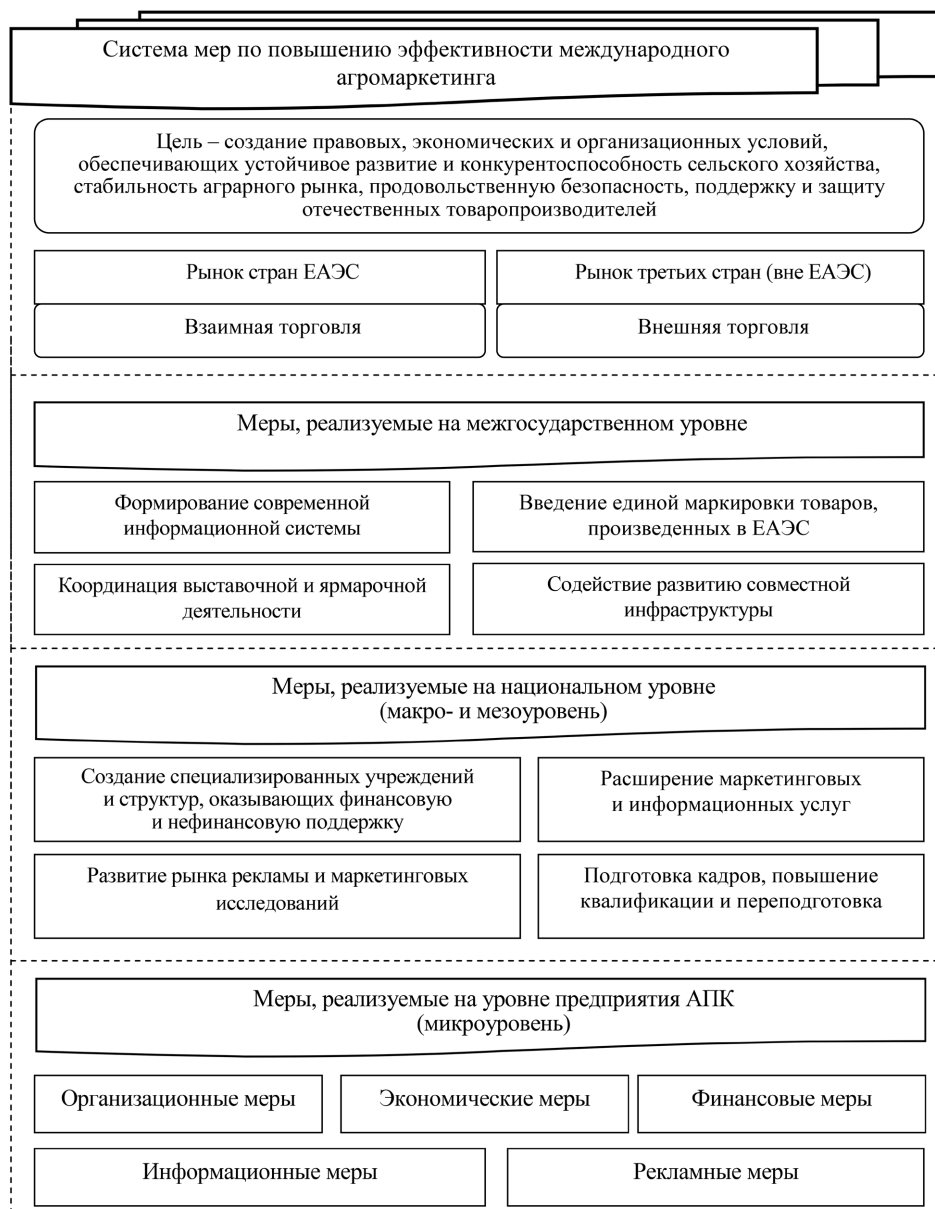 Система мер по повышению эффективности международного
агромаркетинга
Цель – создание правовых, экономических и организационных условий,
обеспечивающих устойчивое развитие и конкурентоспособность сельского хозяйства,
стабильность аграрного рынка, продовольственную безопасность, поддержку и защиту
отечественных товаропроизводителей
Рынок стран ЕАЭС
Рынок третьих стран (вне ЕАЭС)
Взаимная торговля
Внешняя торговля
Меры, реализуемые на межгосударственном уровне
Формирование современной
информационной системы
Введение единой маркировки товаров,
произведенных в ЕАЭС
Координация выставочной и ярмарочной
деятельности
Содействие развитию совместной
инфраструктуры
Меры, реализуемые на национальном уровне
(макро- и мезоуровень)
Создание специализированных учреждений
и структур, оказывающих финансовую
и нефинансовую поддержку
Расширение маркетинговых
и информационных услуг
Развитие рынка рекламы и маркетинговых
исследований
Подготовка кадров, повышение
квалификации и переподготовка
Меры, реализуемые на уровне предприятия АПК
(микроуровень)
Организационные меры
Экономические меры
Финансовые меры
Информационные меры
Рекламные меры